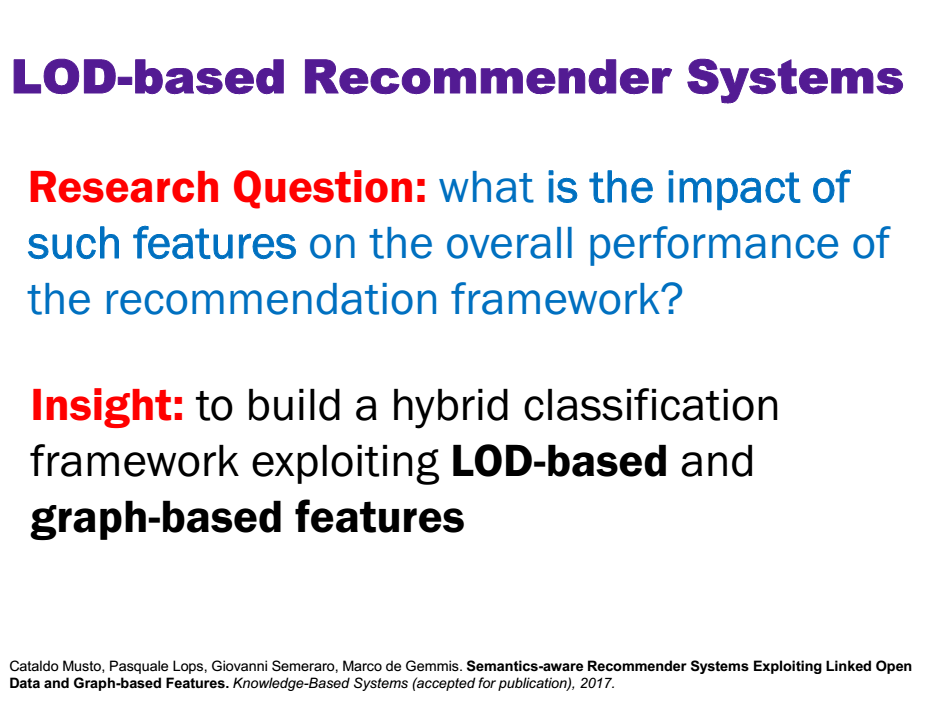 LOD-based Recommender Systems
Research Question: what is the impact of
such features on the overall performance of
the recommendation framework?
Insight: to build a hybrid classification
framework exploiting LOD-based and
graph-based features
Cataldo Musto, Pasquale Lops, Giovanni Semeraro, Marco de Gemmis. Semantics-aware Recommender Systems Exploiting Linked Open
Data and Graph-based Features. Knowledge-Based Systems (accepted for publication), 2017.